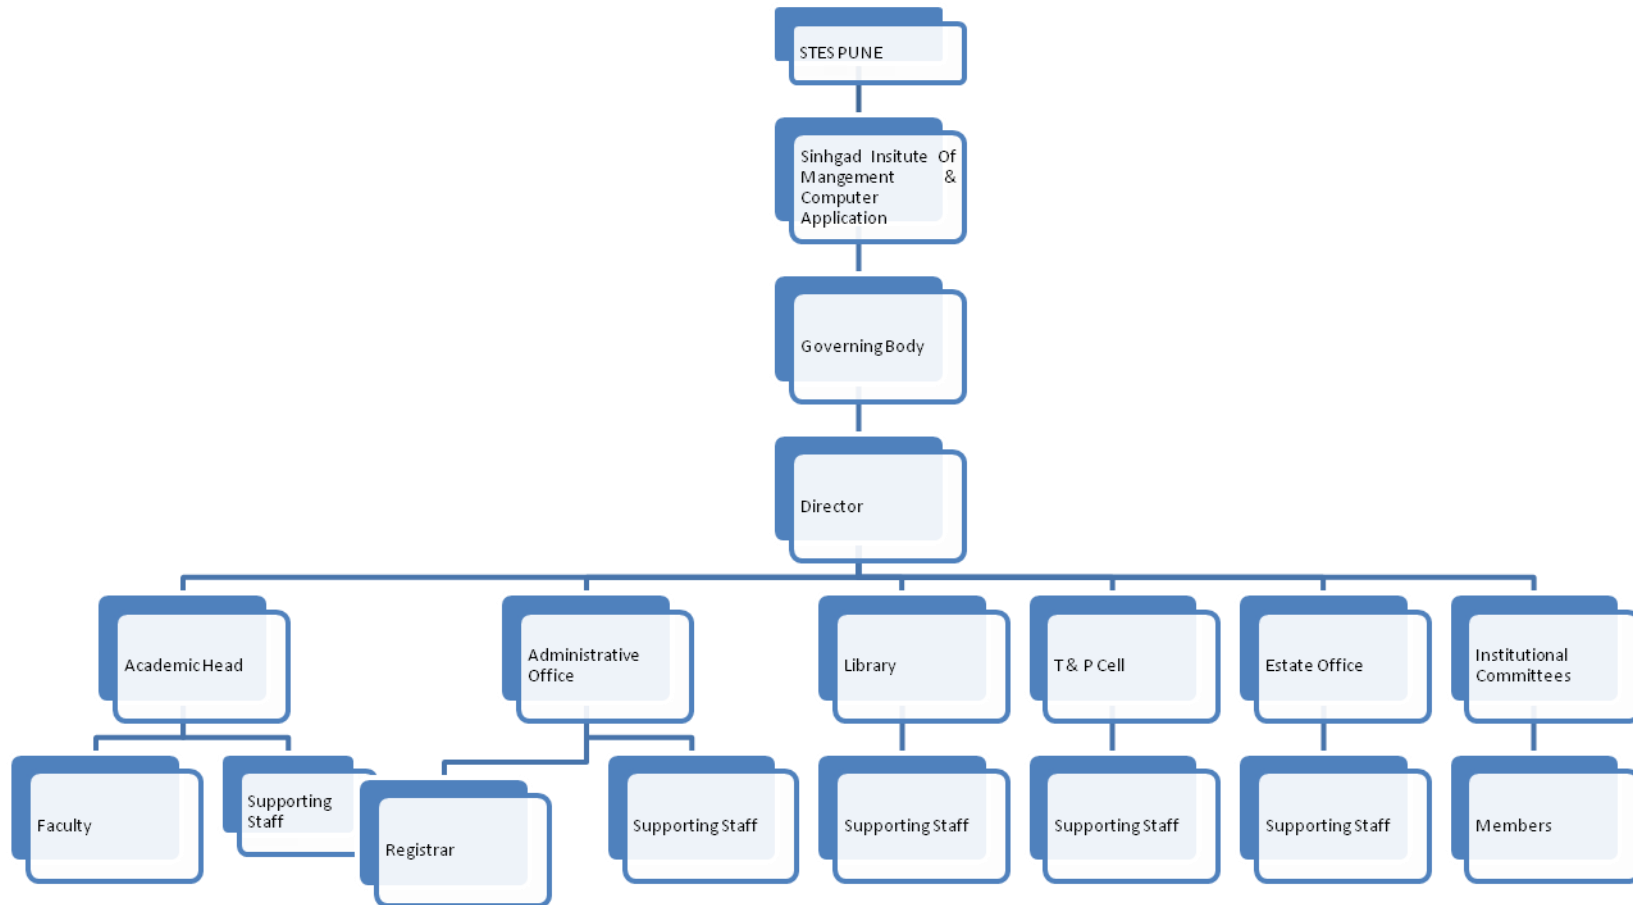 STES PUNE
Sinhgad Insitute Of
Mangement &
Computer
Application
Governing Body
Director
Academic Head
Administrative
Office
Library
T & P Cell
Estate Office
Institutional
Committees
Faculty
Supporting
Staff
Registrar
Supporting Staff
Supporting Staff
Supporting Staff
Supporting Staff
Members